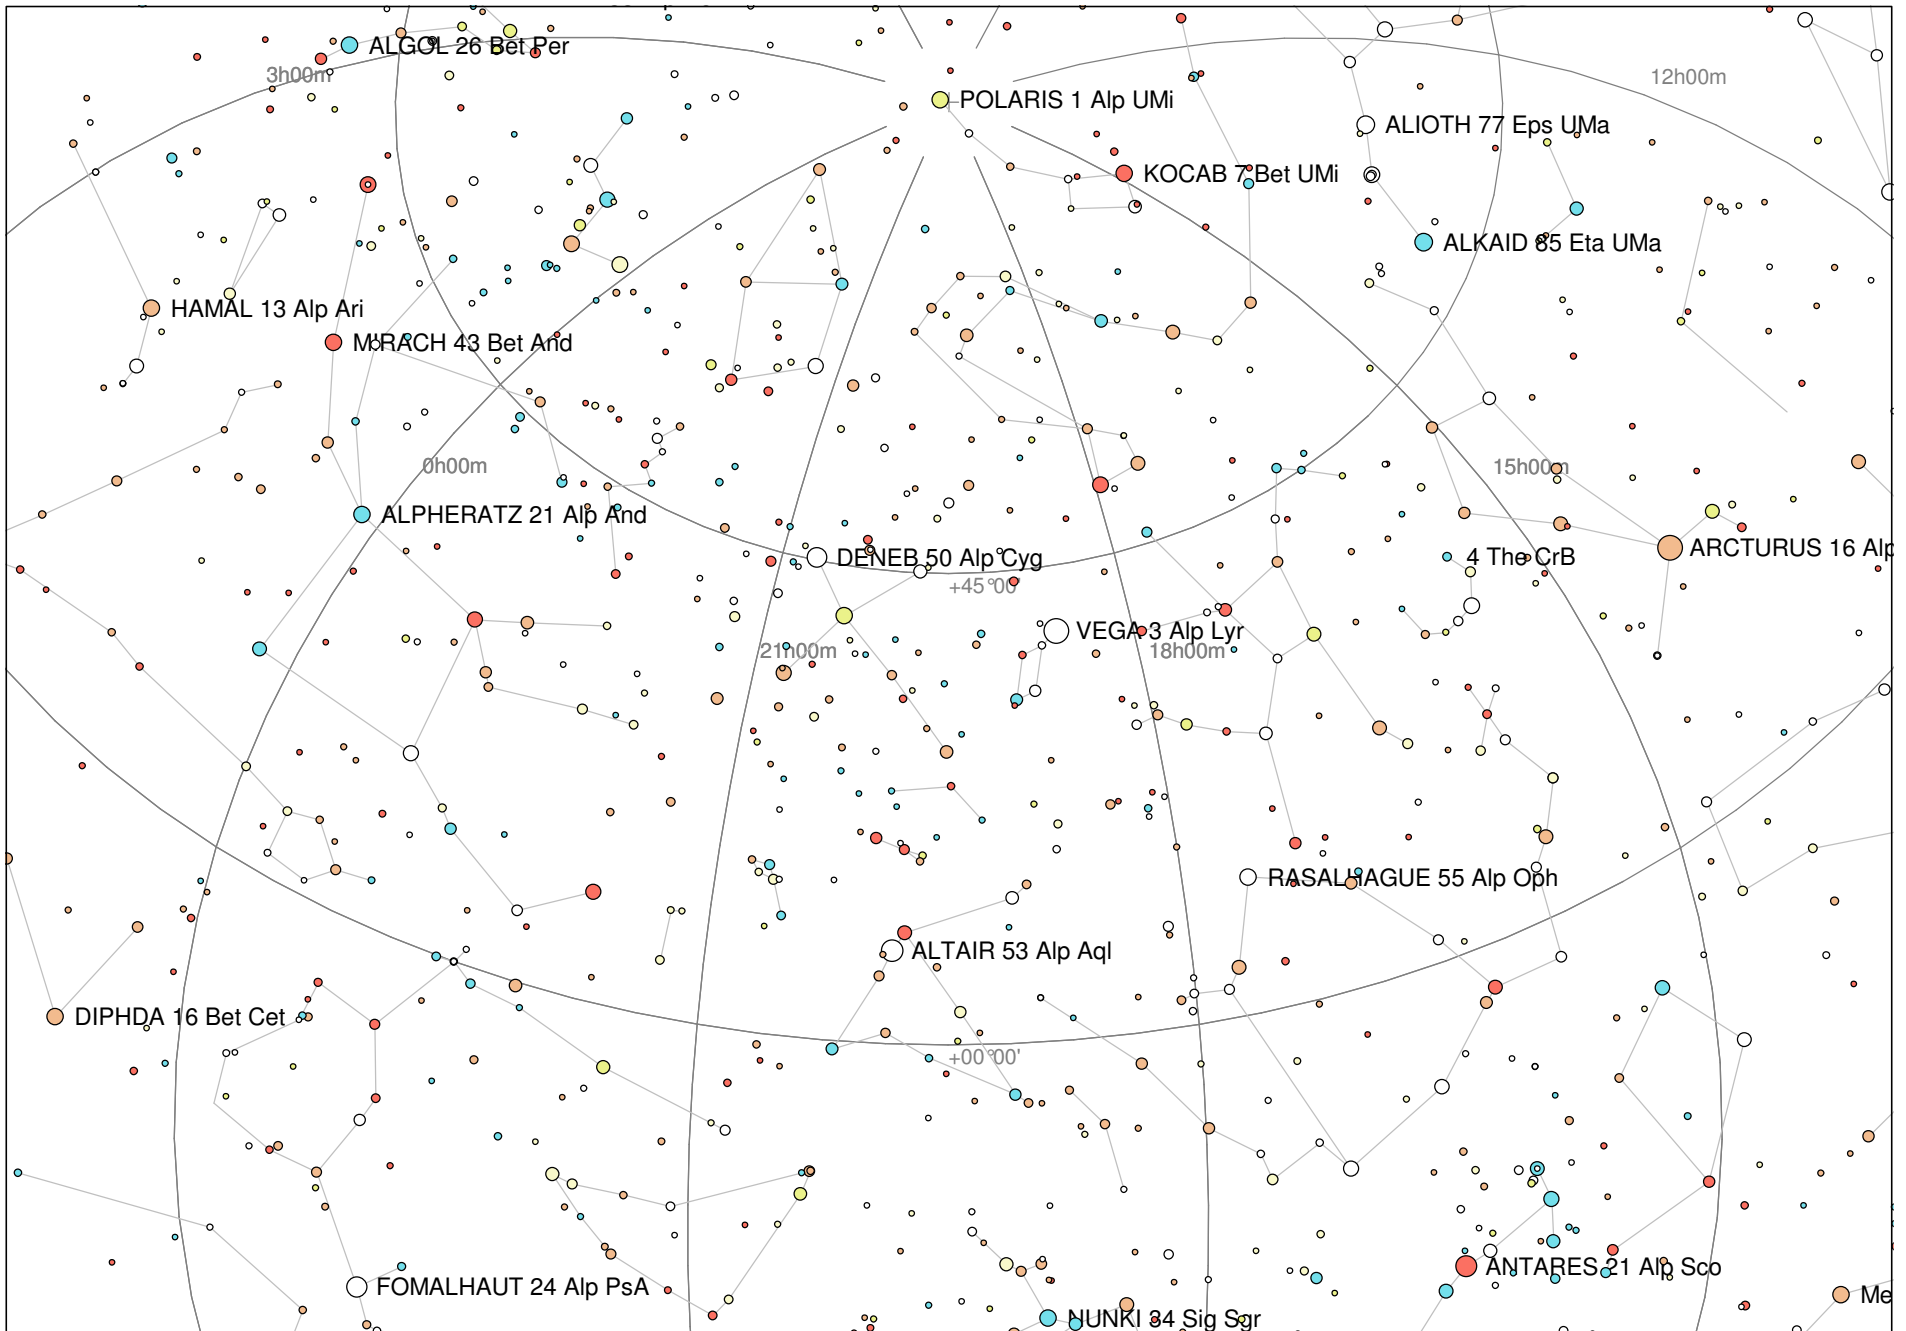 ALGOL 26 Bet Per
3h00m
12h00m
POLARIS 1 Alp UMi
ALIOTH 77 Eps UMa
KOCAB 7 Bet UMi
ALKAID 85 Eta UMa
HAMAL 13 Alp Ari
MIRACH 43 Bet And
0h00m
15h00m
ALPHERATZ 21 Alp And
DENEB 50 Alp Cyg
4 The CrB
ARCTURUS 16 Alp
+45°00'
VEGA 3 Alp Lyr
21h00m
18h00m
RASALHAGUE 55 Alp Oph
ALTAIR 53 Alp Aql
DIPHDA 16 Bet Cet
+00°00'
ANTARES 21 Alp Sco
FOMALHAUT 24 Alp PsA
Me
NUNKI 34 Sig Sgr